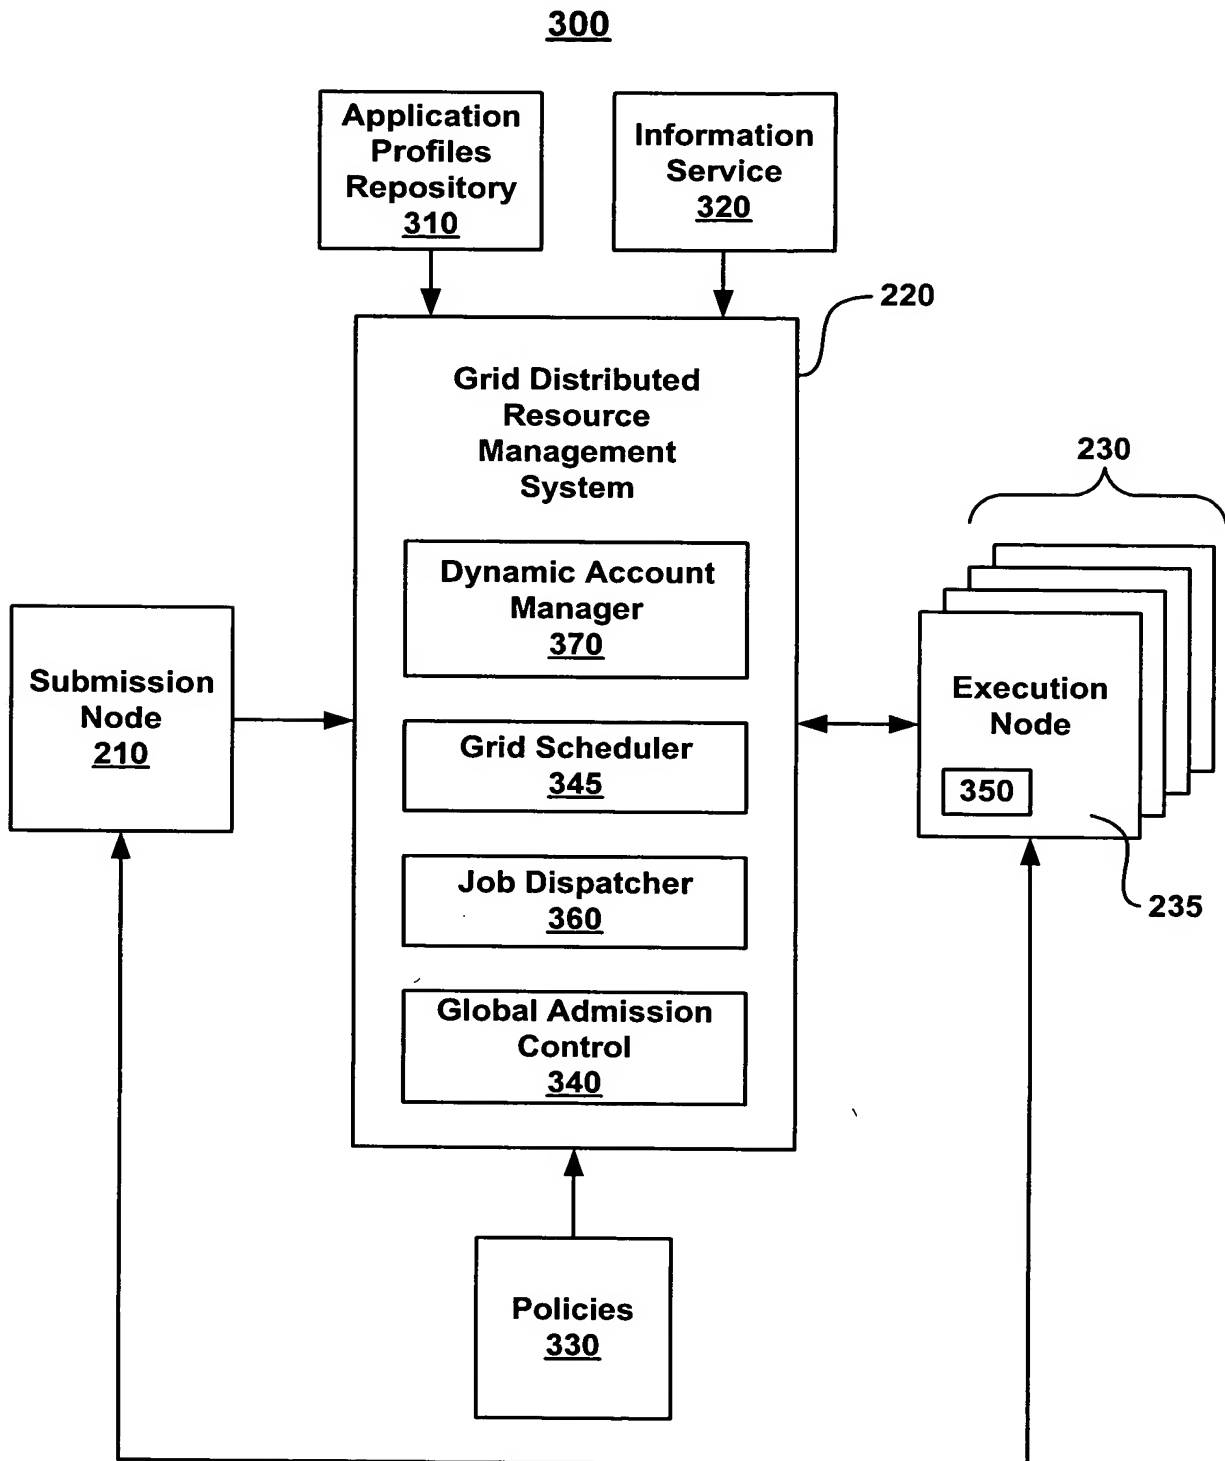 300
Application
Profiles
Repository
310
Information
Service
320
220
Grid Distributed
Resource
Management
System
230
Dynamic Account
Manager
370
Submission
Node
210
Execution
Node
Grid Scheduler
345
350
Job Dispatcher
360
235
Global Admission
Control
340
Policies
330